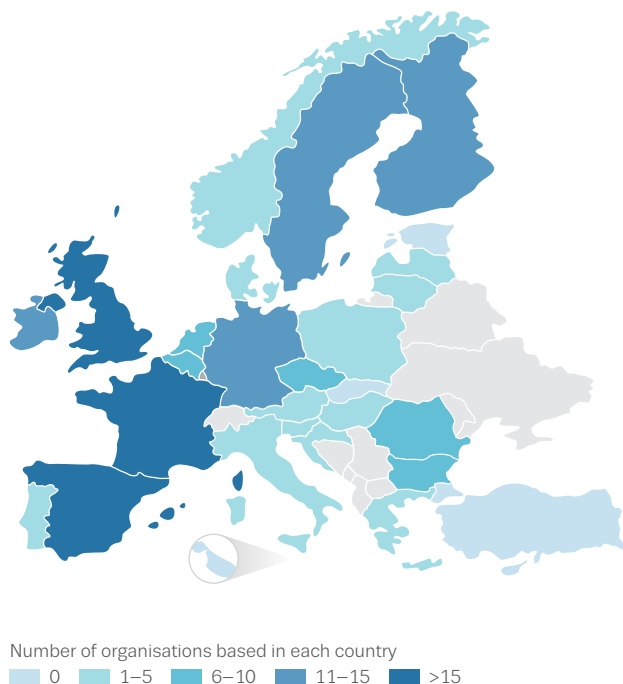 Number of organisations based in each country
0 1–5 6–10 11–15 >15